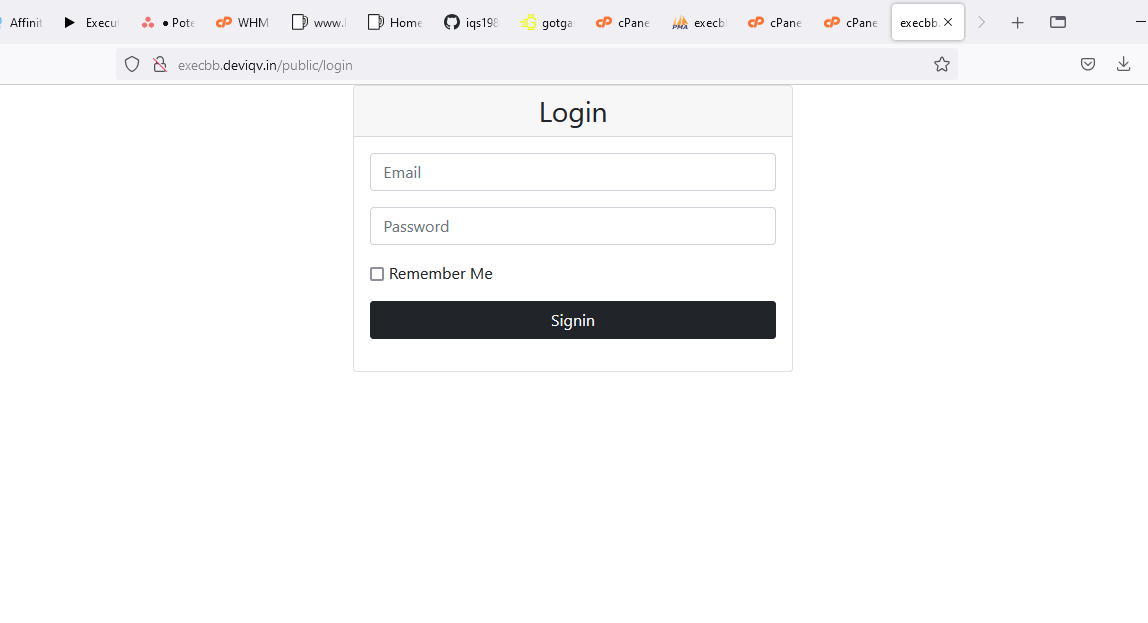 Affinit Execut • Pote WHM www. Home iqs198 gotga cPane execb cPane cPane execbb.
execbb.deviqv.in/public/login
Login
Email
Password
Remember Me
Signin